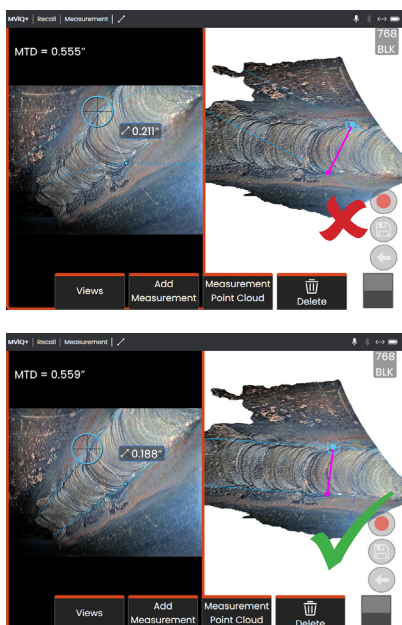 MViQ+ | Recall | Measurement |
768
BLK
MTD = 0.555"
0.211"
Views
Add
Measurement
Measurement
Point Cloud
Delete
MViQ+ | Recall | Measurement |
768
BLK
MTD = 0.559"
0.188"
Views
Add
Measurement
Measurement
Point Cloud
Delete